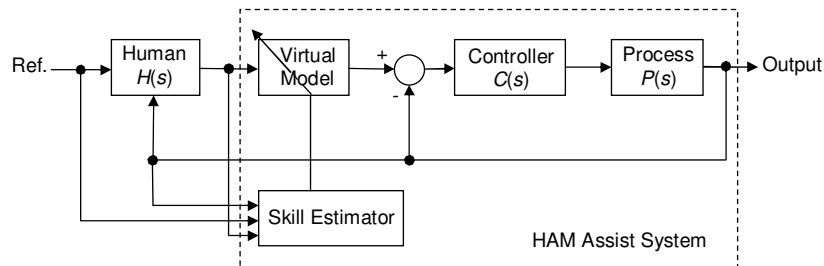 Ref.
Human
H(s)
Virtual
Model
+
-
Controller
C(s)
Process
P(s)
Output
Skill Estimator
HAM Assist System